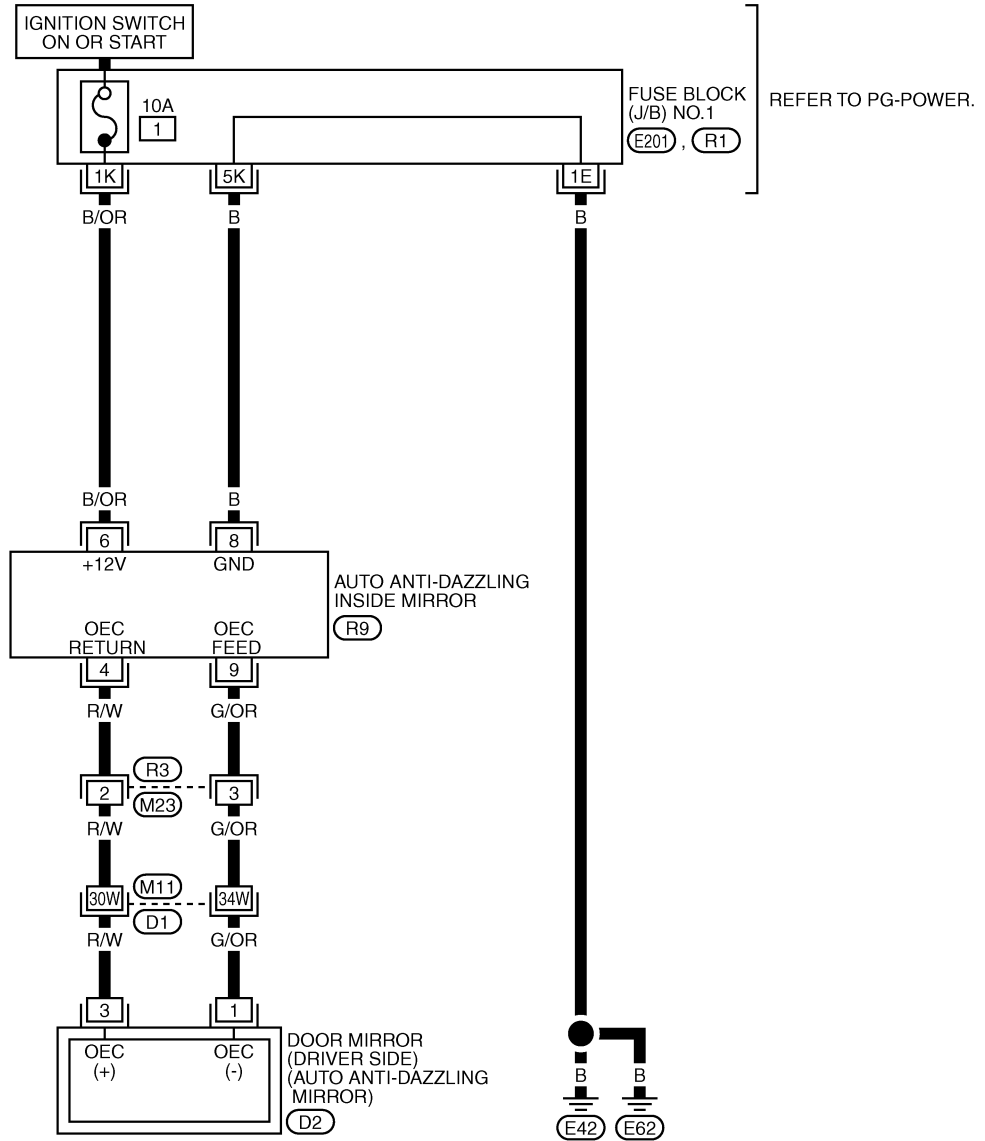 IGNITION SWITCH
ON OR START
10A
1
FUSE BLOCK
(J/B) NO.1
E201 , R1
REFER TO PG-POWER.
1K 5K 1E
B/OR B B
B/OR B
6 8
+12V GND
AUTO ANTI-DAZZLING
INSIDE MIRROR
R9
OEC OEC
RETURN FEED
4 9
R/W G/OR
R3
2 3
M23
R/W G/OR
M11
30W 34W
D1
R/W G/OR
3 1
OEC OEC
(+) (-)
DOOR MIRROR
(DRIVER SIDE)
(AUTO ANTI-DAZZLING
MIRROR)
D2
B B
E42 E62